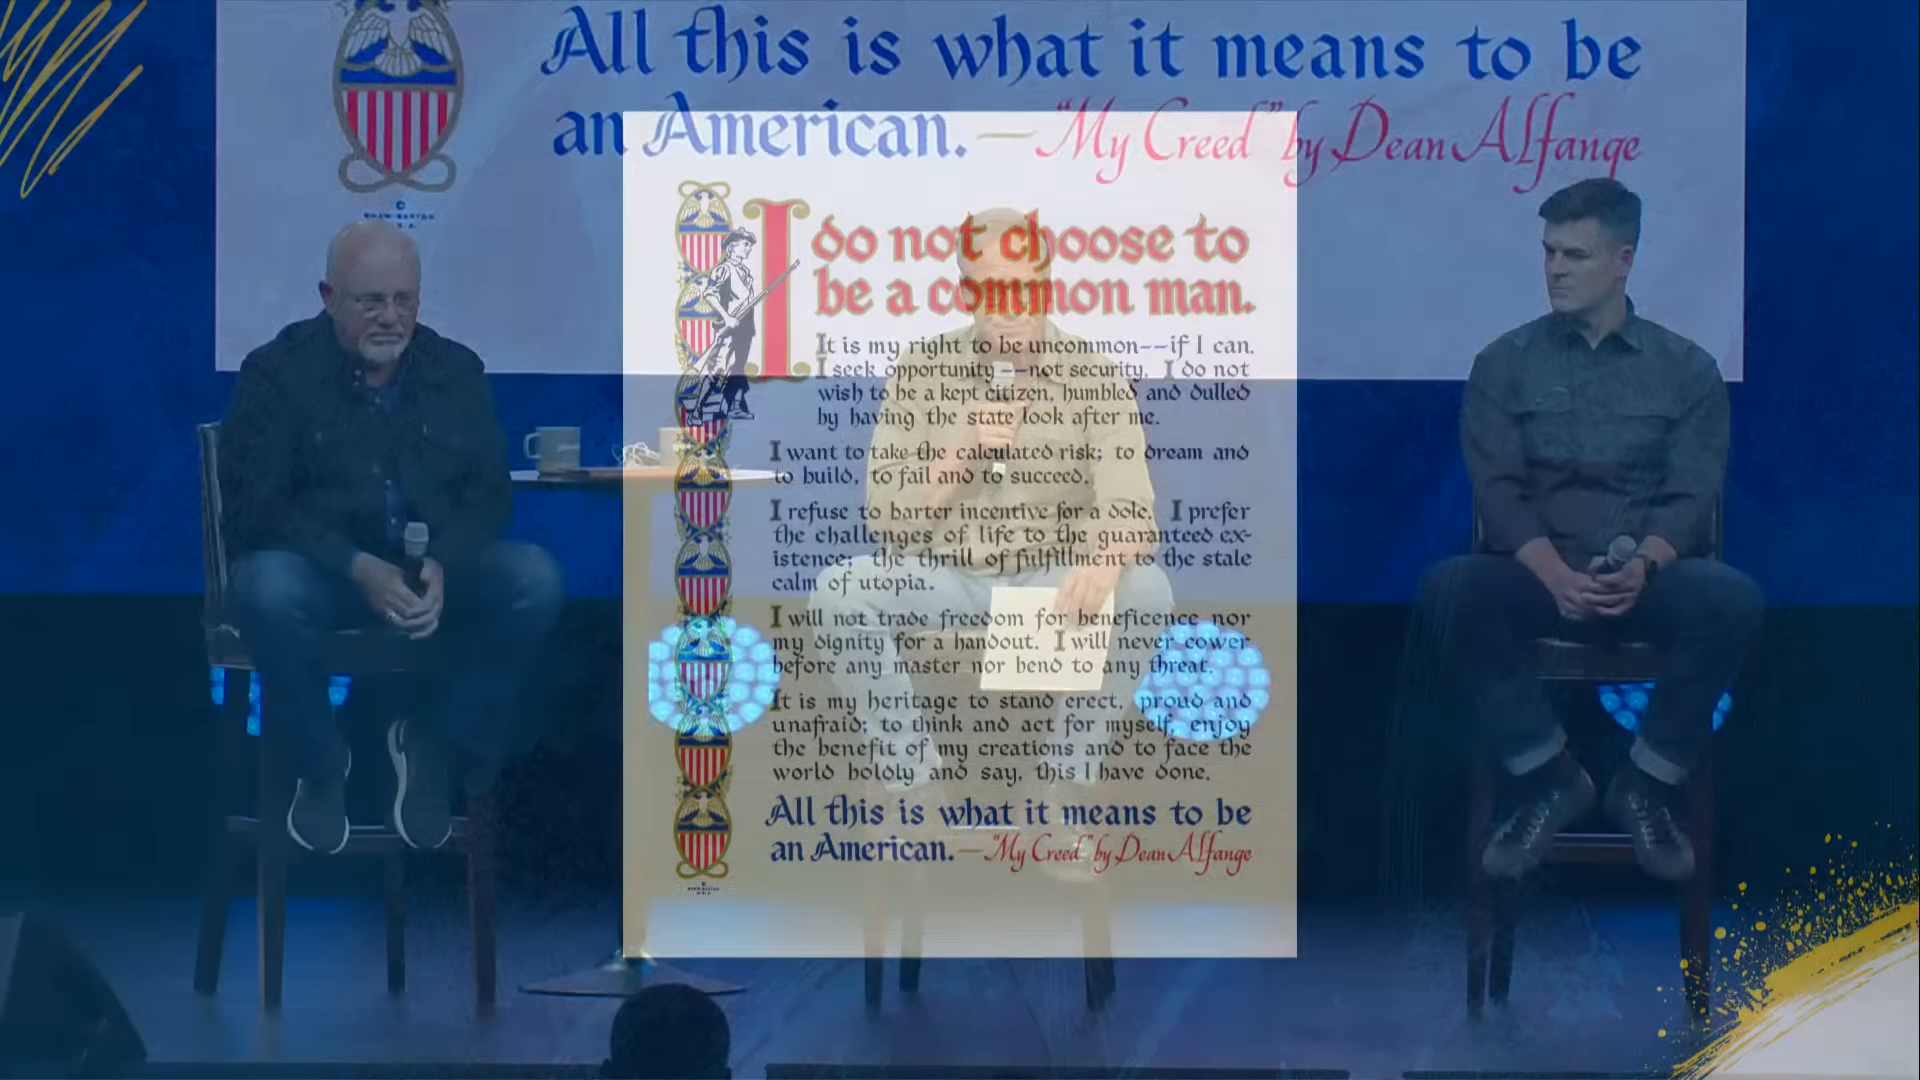 All this is what it means to be
an American. — "My Creed" by Dean Alfange
I do not choose to
be a common man.
It is my right to be uncommon--if I can.
I seek opportunity--not security. I do not
wish to be a kept citizen, humbled and dulled
by having the state look after me.
I want to take the calculated risk; to dream and
to build, to fail and to succeed.
I refuse to barter incentive for a dole. I prefer
the challenges of life to the guaranteed ex-
istence; the thrill of fulfillment to the stale
calm of utopia.
I will not trade freedom for beneficence nor
my dignity for a handout. I will never cower
before any master nor bend to any threat.
It is my heritage to stand erect, proud and
unafraid; to think and act for myself, enjoy
the benefit of my creations and to face the
world boldly and say, this I have done.
All this is what it means to be
an American. — "My Creed" by Dean Alfange